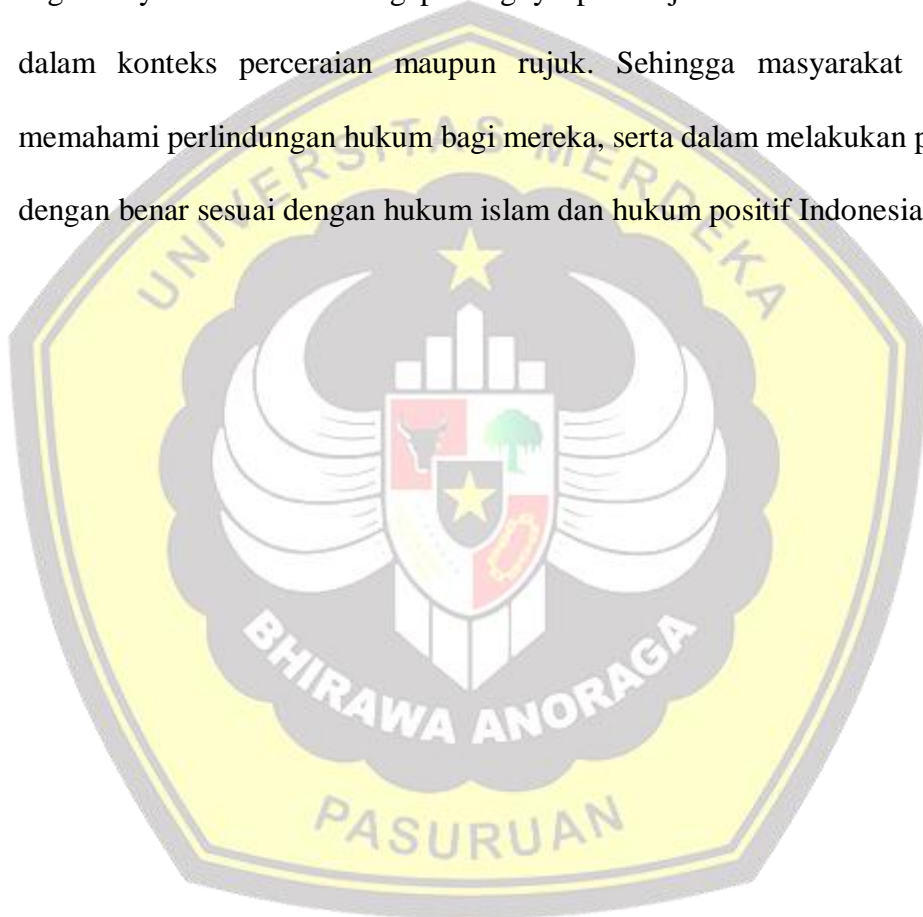 dalam konteks perceraian maupun rujuk. Sehingga masyarakat
memahami perlindungan hukum bagi mereka, serta dalam melakukan
dengan benar sesuai dengan hukum islam dan hukum positif Indonesia
UNIVERSITAS MERDEKA
BHIRAWA ANORAGA
PASURUAN